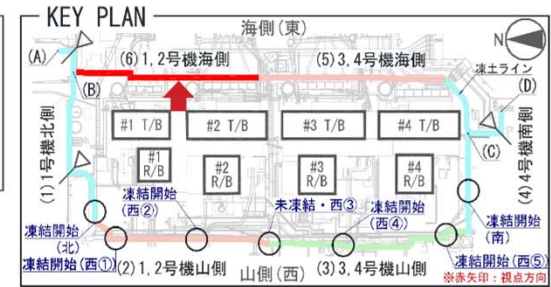 KEY PLAN
海側(東)
N
(A)
(6)1,2号機海側
(5)3,4号機海側
凍土ライン
(B)
(D)
#1 T/B
#2 T/B
#3 T/B
#4 T/B
(C)
(1)1号機北側
#1
R/B
#2
R/B
#3
R/B
#4
R/B
(4)4号機南側
凍結開始
(西②)
未凍結・西③
凍結開始
(西④)
凍結開始
(北)
凍結開始
(南)
凍結開始(西①)
(2)1,2号機山側
山側(西)
(3)3,4号機山側
凍結開始(西⑤)
※赤矢印：視点方向